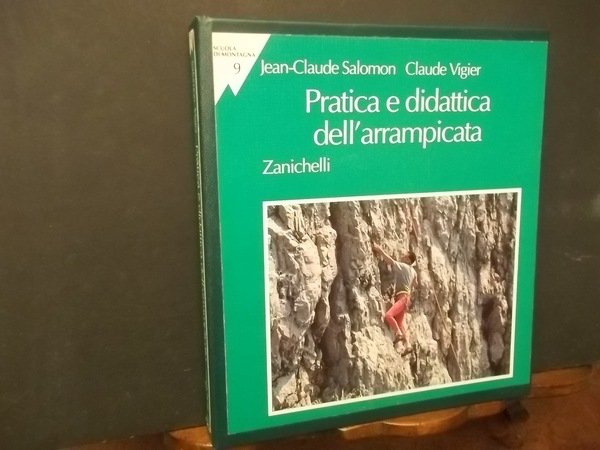 SCUOLA
DI MONTAGNA
9
Jean-Claude Salomon Claude Vigier
Pratica e didattica
dell'arrampicata
Zanichelli